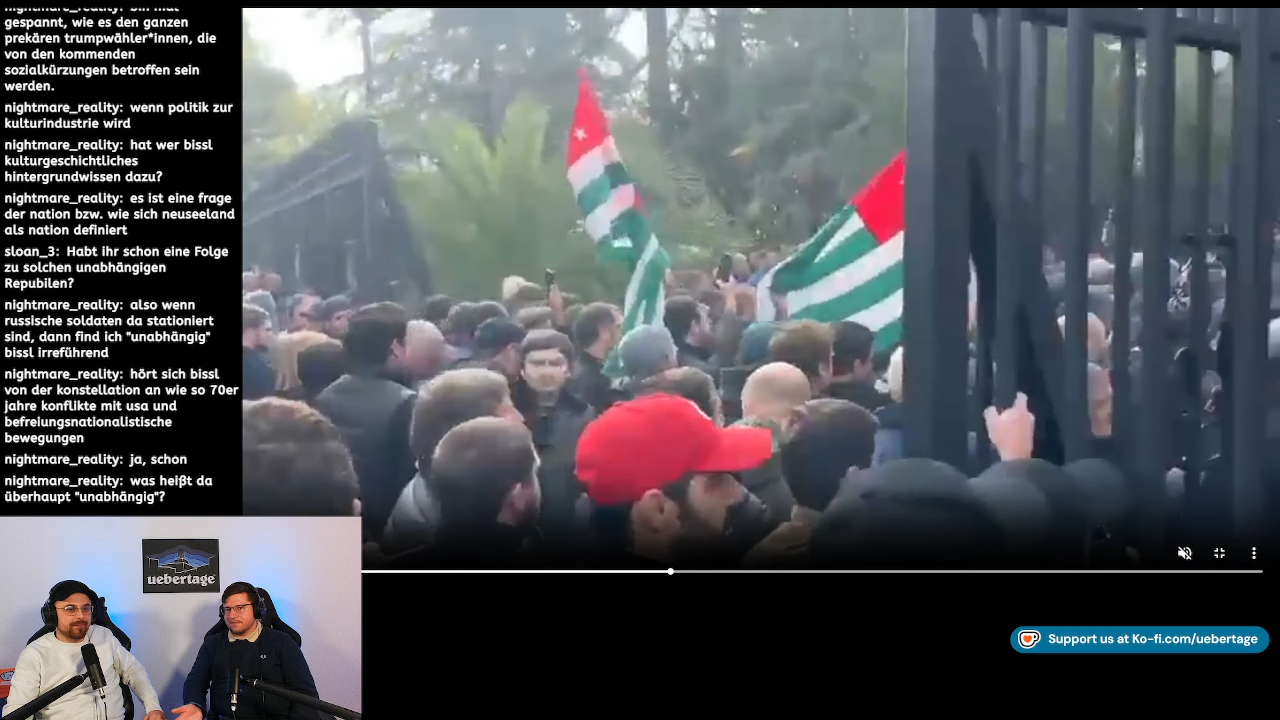 nightmare_reality: bin mal
gespannt, wie es den ganzen
prekären trumpwähler*innen, die
von den kommenden
sozialkürzungen betroffen sein
werden.
nightmare_reality: wenn politik zur
kulturindustrie wird
nightmare_reality: hat wer bissl
kulturgeschichtliches
hintergrundwissen dazu?
nightmare_reality: es ist eine frage
der nation bzw. wie sich neuseeland
als nation definiert
sloan_3: Habt ihr schon eine Folge
zu solchen unabhängigen
Repubilen?
nightmare_reality: also wenn
russische soldaten da stationiert
sind, dann find ich "unabhängig"
bissl irreführend
nightmare_reality: hört sich bissl
von der konstellation an wie so 70er
jahre konflikte mit usa und
befreiungsnationalistische
bewegungen
nightmare_reality: ja, schon
nightmare_reality: was heißt da
überhaupt "unabhängig"?
uebertage
Support us at Ko-fi.com/uebertage